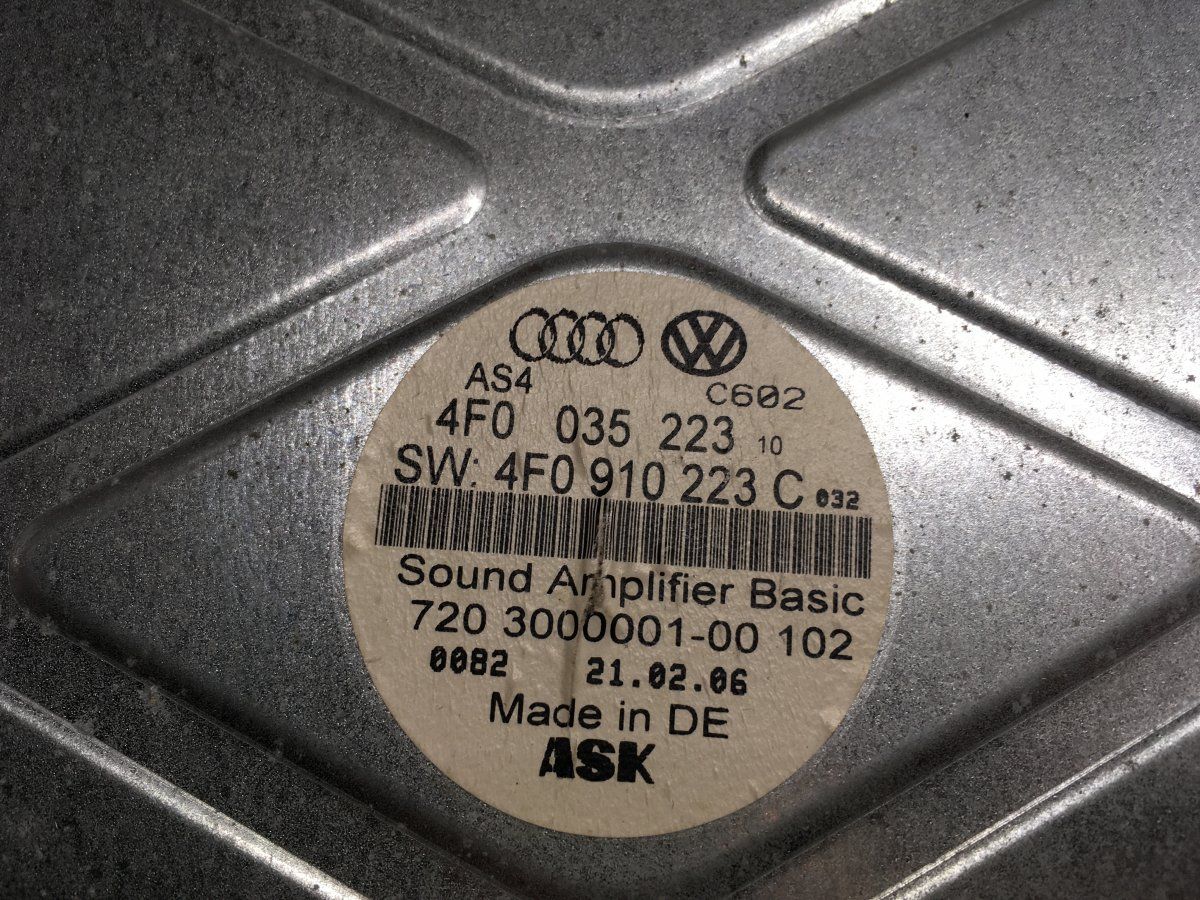 AS4 C602
4F0 035 223 10
SW: 4F0 910 223 C 032
Sound Amplifier Basic
720 3000001-00 102
0082 21.02.06
Made in DE
ASK